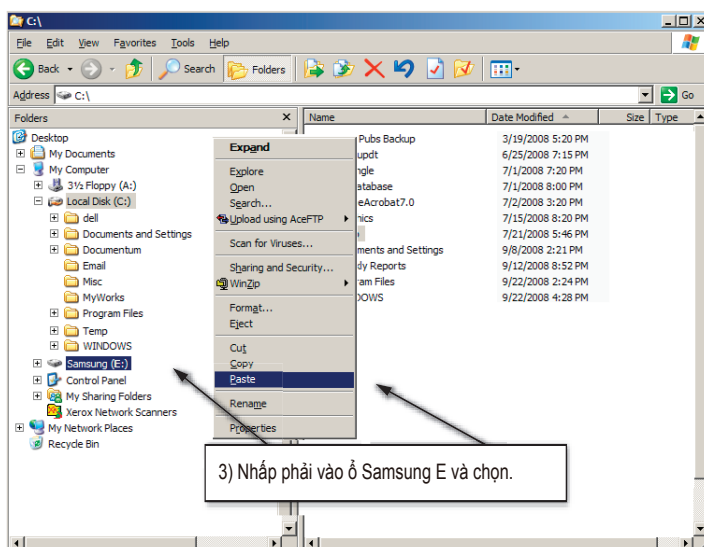 C:\
File Edit View Favorites Tools Help
Back Search Folders
Address C:\ Go
Folders
Desktop
My Documents
My Computer
3½ Floppy (A:)
Local Disk (C:)
dell
Documents and Settings
Documentum
Email
Misc
MyWorks
Program Files
Temp
WINDOWS
Samsung (E:)
Control Panel
My Sharing Folders
Xerox Network Scanners
My Network Places
Recycle Bin
Expand
Explore
Open
Search...
Upload using AceFTP
Scan for Viruses...
Sharing and Security...
WinZip
Format...
Eject
Cut
Copy
Paste
Rename
Properties
Name Date Modified Size Type
Pubs Backup 3/19/2008 5:20 PM
updt 6/25/2008 7:15 PM
ngle 7/1/2008 7:20 PM
atabase 7/1/2008 8:00 PM
eAcrobat7.0 7/2/2008 3:20 PM
nics 7/15/2008 8:20 PM
7/21/2008 5:46 PM
ments and Settings 9/8/2008 2:21 PM
dy Reports 9/12/2008 8:52 PM
ram Files 9/22/2008 2:24 PM
DOWS 9/22/2008 4:28 PM
3) Nhấp phải vào ổ Samsung E và chọn.